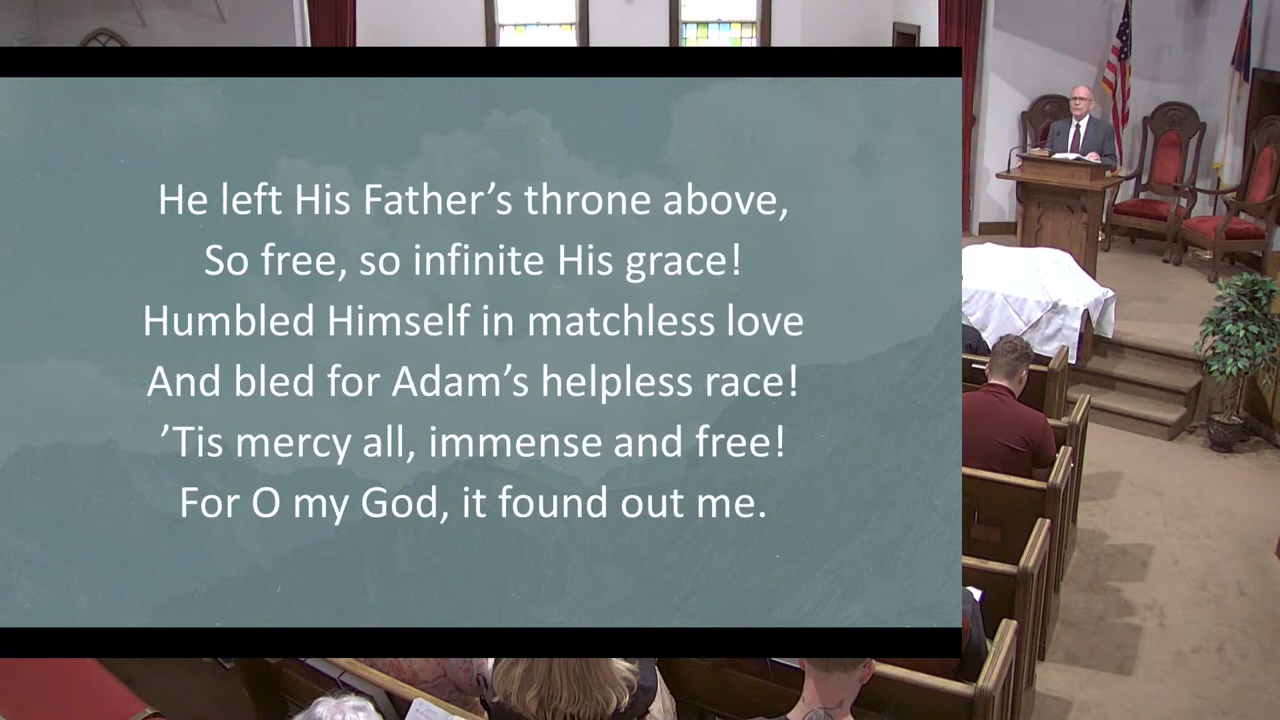 He left His Father’s throne above,
So free, so infinite His grace!
Humbled Himself in matchless love
And bled for Adam’s helpless race!
’Tis mercy all, immense and free!
For O my God, it found out me.